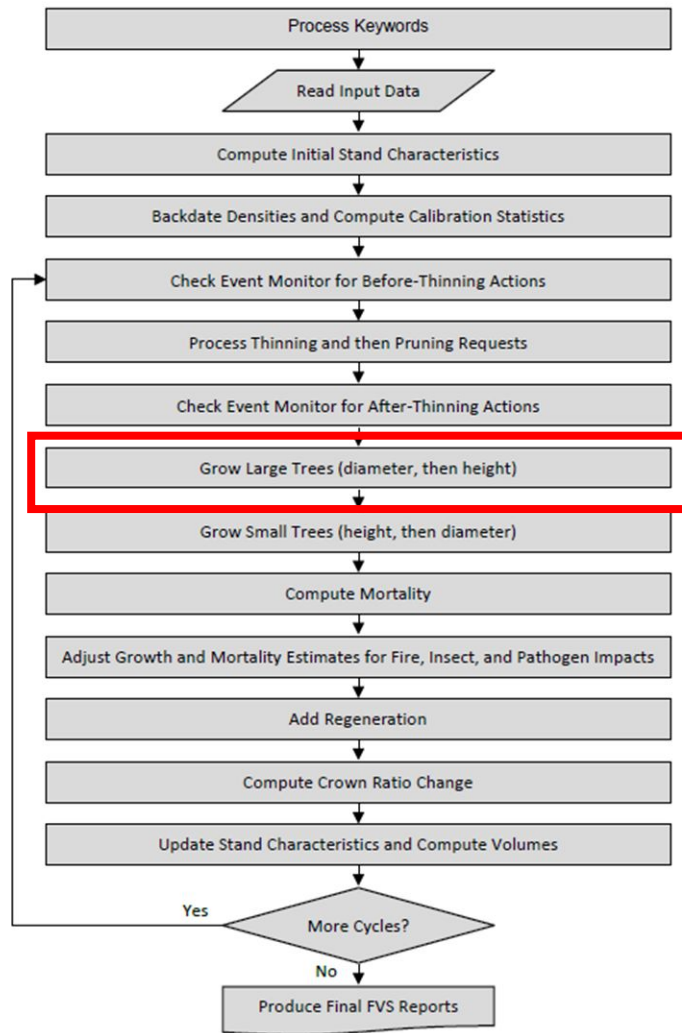 Process Keywords
Read Input Data
Compute Initial Stand Characteristics
Backdate Densities and Compute Calibration Statistics
Check Event Monitor for Before-Thinning Actions
Process Thinning and then Pruning Requests
Check Event Monitor for After-Thinning Actions
Grow Large Trees (diameter, then height)
Grow Small Trees (height, then diameter)
Compute Mortality
Adjust Growth and Mortality Estimates for Fire, Insect, and Pathogen Impacts
Add Regeneration
Compute Crown Ratio Change
Update Stand Characteristics and Compute Volumes
Yes
More Cycles?
No
Produce Final FVS Reports